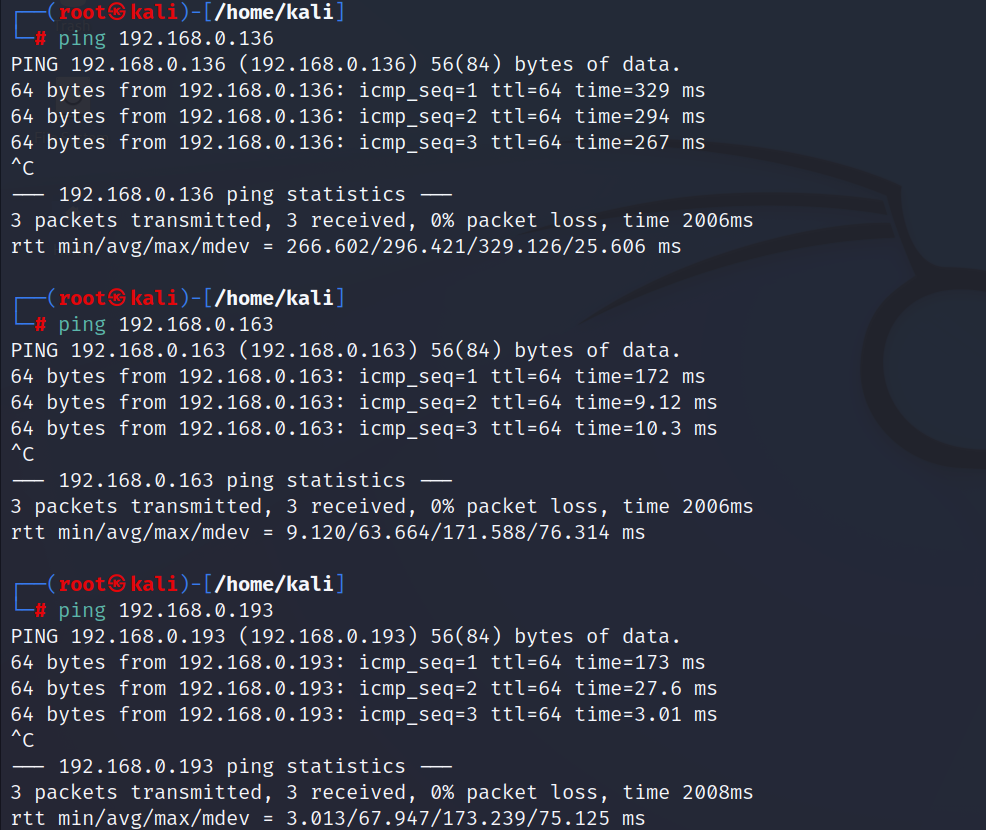 ┌──(root㉿kali)-[/home/kali]
└─# ping 192.168.0.136
PING 192.168.0.136 (192.168.0.136) 56(84) bytes of data.
64 bytes from 192.168.0.136: icmp_seq=1 ttl=64 time=329 ms
64 bytes from 192.168.0.136: icmp_seq=2 ttl=64 time=294 ms
64 bytes from 192.168.0.136: icmp_seq=3 ttl=64 time=267 ms
^C
--- 192.168.0.136 ping statistics ---
3 packets transmitted, 3 received, 0% packet loss, time 2006ms
rtt min/avg/max/mdev = 266.602/296.421/329.126/25.606 ms

┌──(root㉿kali)-[/home/kali]
└─# ping 192.168.0.163
PING 192.168.0.163 (192.168.0.163) 56(84) bytes of data.
64 bytes from 192.168.0.163: icmp_seq=1 ttl=64 time=172 ms
64 bytes from 192.168.0.163: icmp_seq=2 ttl=64 time=9.12 ms
64 bytes from 192.168.0.163: icmp_seq=3 ttl=64 time=10.3 ms
^C
--- 192.168.0.163 ping statistics ---
3 packets transmitted, 3 received, 0% packet loss, time 2006ms
rtt min/avg/max/mdev = 9.120/63.664/171.588/76.314 ms

┌──(root㉿kali)-[/home/kali]
└─# ping 192.168.0.193
PING 192.168.0.193 (192.168.0.193) 56(84) bytes of data.
64 bytes from 192.168.0.193: icmp_seq=1 ttl=64 time=173 ms
64 bytes from 192.168.0.193: icmp_seq=2 ttl=64 time=27.6 ms
64 bytes from 192.168.0.193: icmp_seq=3 ttl=64 time=3.01 ms
^C
--- 192.168.0.193 ping statistics ---
3 packets transmitted, 3 received, 0% packet loss, time 2008ms
rtt min/avg/max/mdev = 3.013/67.947/173.239/75.125 ms